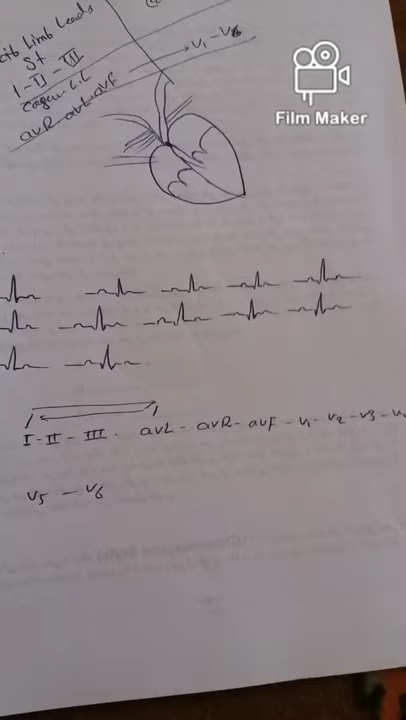 Limb Leads
St
I - II - III
L.L
avR - avL - avF
V1 - V6
Film Maker
I - II - III. avL - avR - avF - V1 - V2 - V3 -
V5 - V6